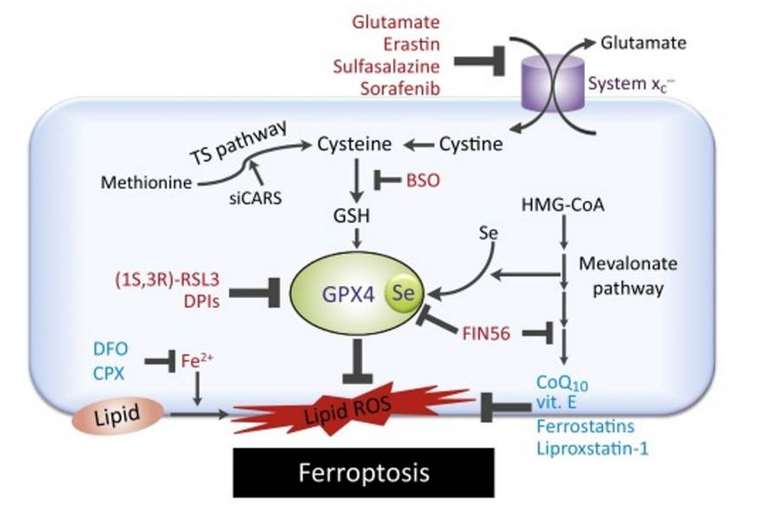 Glutamate
Erastin
Sulfasalazine
Sorafenib
Glutamate
System xc⁻
TS pathway
Cysteine
Cystine
Methionine
siCARS
BSO
GSH
HMG-CoA
Se
(1S,3R)-RSL3
DPIs
GPX4
Se
Mevalonate
pathway
FIN56
DFO
CPX
Fe²⁺
CoQ₁₀
vit. E
Ferrostatins
Liproxstatin-1
Lipid
Lipid ROS
Ferroptosis